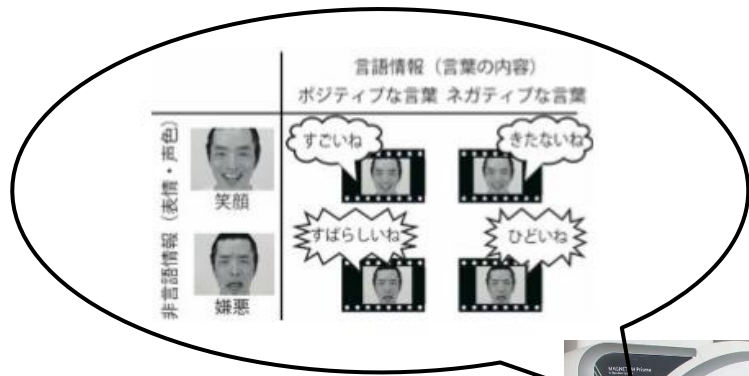 言語情報（言葉の内容）
ポジティブな言葉 ネガティブな言葉
非言語情報（表情・声色）
すごいね
きたないね
笑顔
すばらしいね
ひどいね
嫌悪
MAGNETOM Prisma